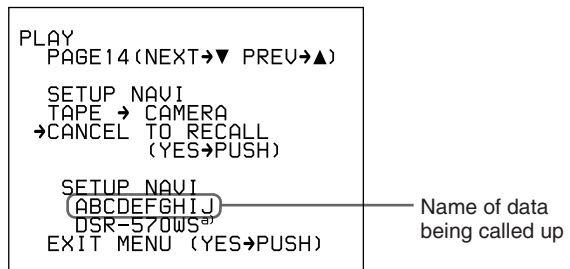 PLAY
PAGE14(NEXT➔▼ PREV➔▲)
SETUP NAVI
TAPE ➔ CAMERA
➔CANCEL TO RECALL
(YES➔PUSH)
SETUP NAVI
ABCDEFGHIJ
DSR-570WSa)
EXIT MENU (YES➔PUSH)
Name of data
being called up